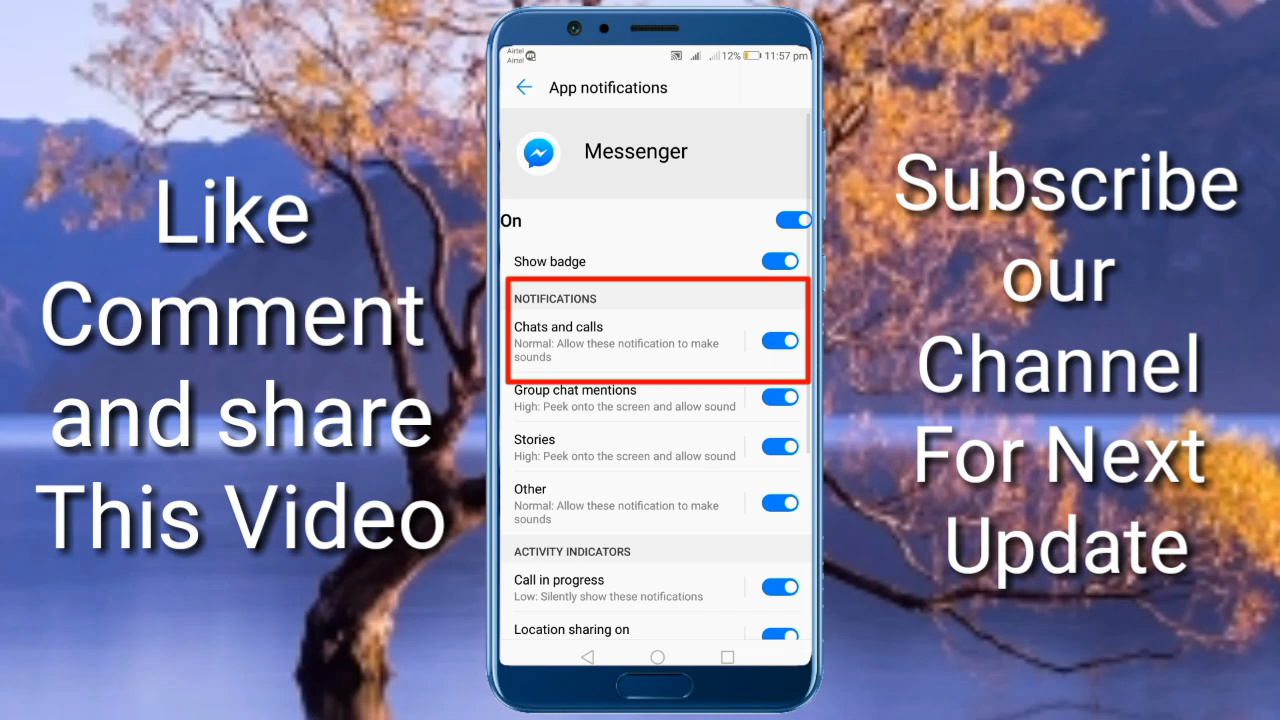 Like
Comment
and share
This Video
Airtel
Airtel
12% 11:57 pm
App notifications
Messenger
On
Show badge
NOTIFICATIONS
Chats and calls
Normal: Allow these notification to make
sounds
Group chat mentions
High: Peek onto the screen and allow sound
Stories
High: Peek onto the screen and allow sound
Other
Normal: Allow these notification to make
sounds
ACTIVITY INDICATORS
Call in progress
Low: Silently show these notifications
Location sharing on
Subscribe
our
Channel
For Next
Update